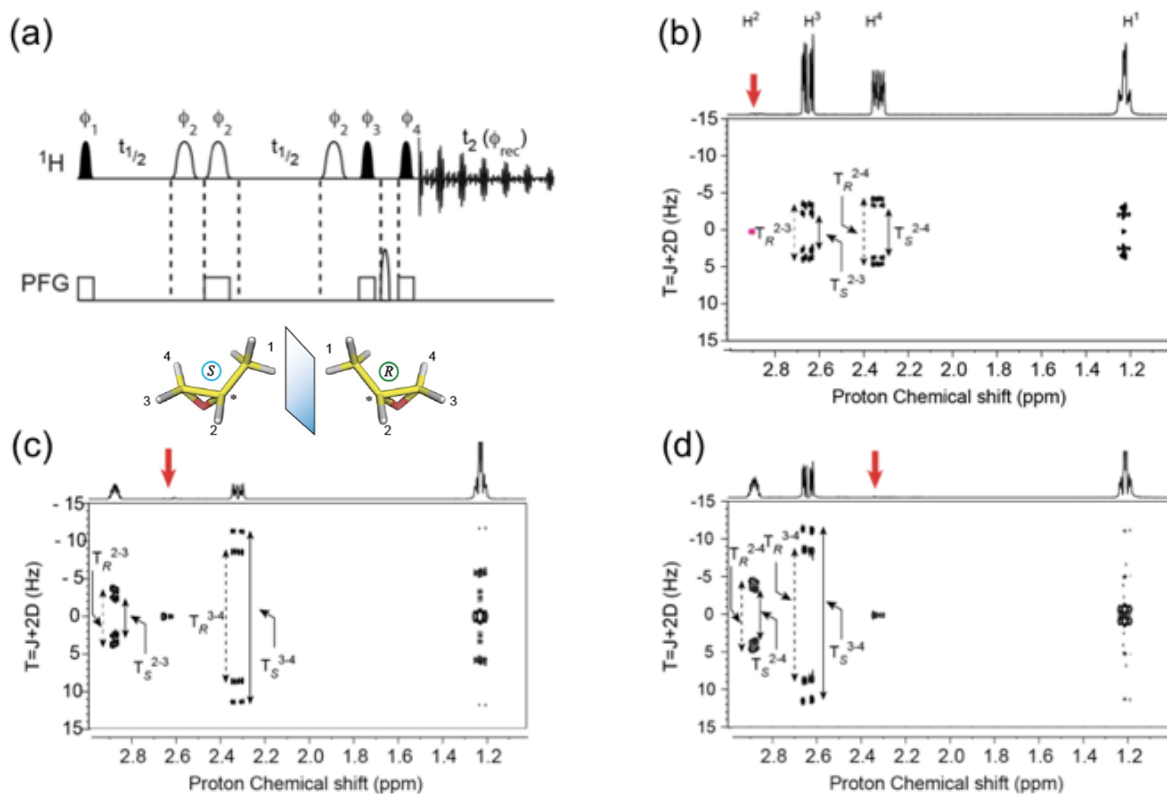 (a)
ϕ1 ϕ2 ϕ2 ϕ2 ϕ3 ϕ4
1H t1/2 t1/2 t2 (ϕrec)
PFG
4 S 1 1 R 4
3 * 2 * 2 3
(b)
H2 H3 H4 H1
-15
-10
-5
0
5
10
15
T=J+2D (Hz)
TR2-4
TR2-3 TS2-4
TS2-3
2.8 2.6 2.4 2.2 2.0 1.8 1.6 1.4 1.2
Proton Chemical shift (ppm)
(c)
- 15
-10
-5
0
5
10
15
T=J+2D (Hz)
TR2-3
TS2-3
TR3-4
TS3-4
2.8 2.6 2.4 2.2 2.0 1.8 1.6 1.4 1.2
Proton Chemical shift (ppm)
(d)
-15
-10
-5
0
5
10
15
T=J+2D (Hz)
TR2-4 TR3-4
TS2-4 TS3-4
2.8 2.6 2.4 2.2 2.0 1.8 1.6 1.4 1.2
Proton Chemical shift (ppm)